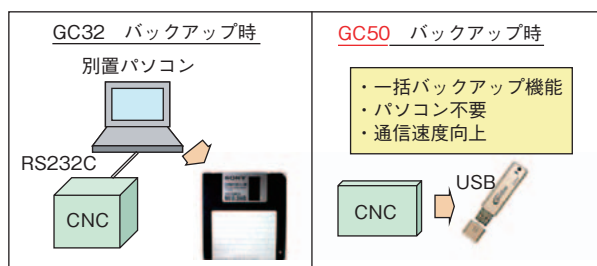 GC32 バックアップ時
別置パソコン
RS232C
CNC
SONY
GC50 バックアップ時
・一括バックアップ機能
・パソコン不要
・通信速度向上
CNC
USB